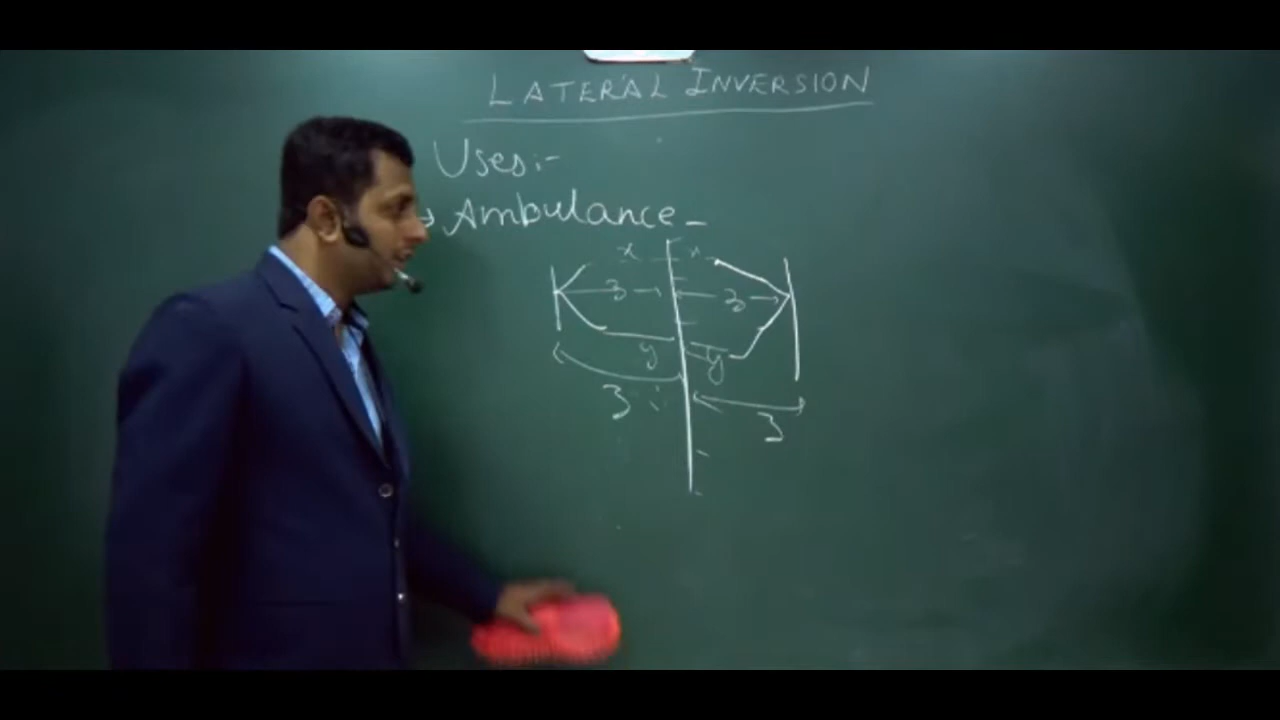 LATERAL INVERSION
Uses:-
→ Ambulance -
x x
3 3
y y
3 3